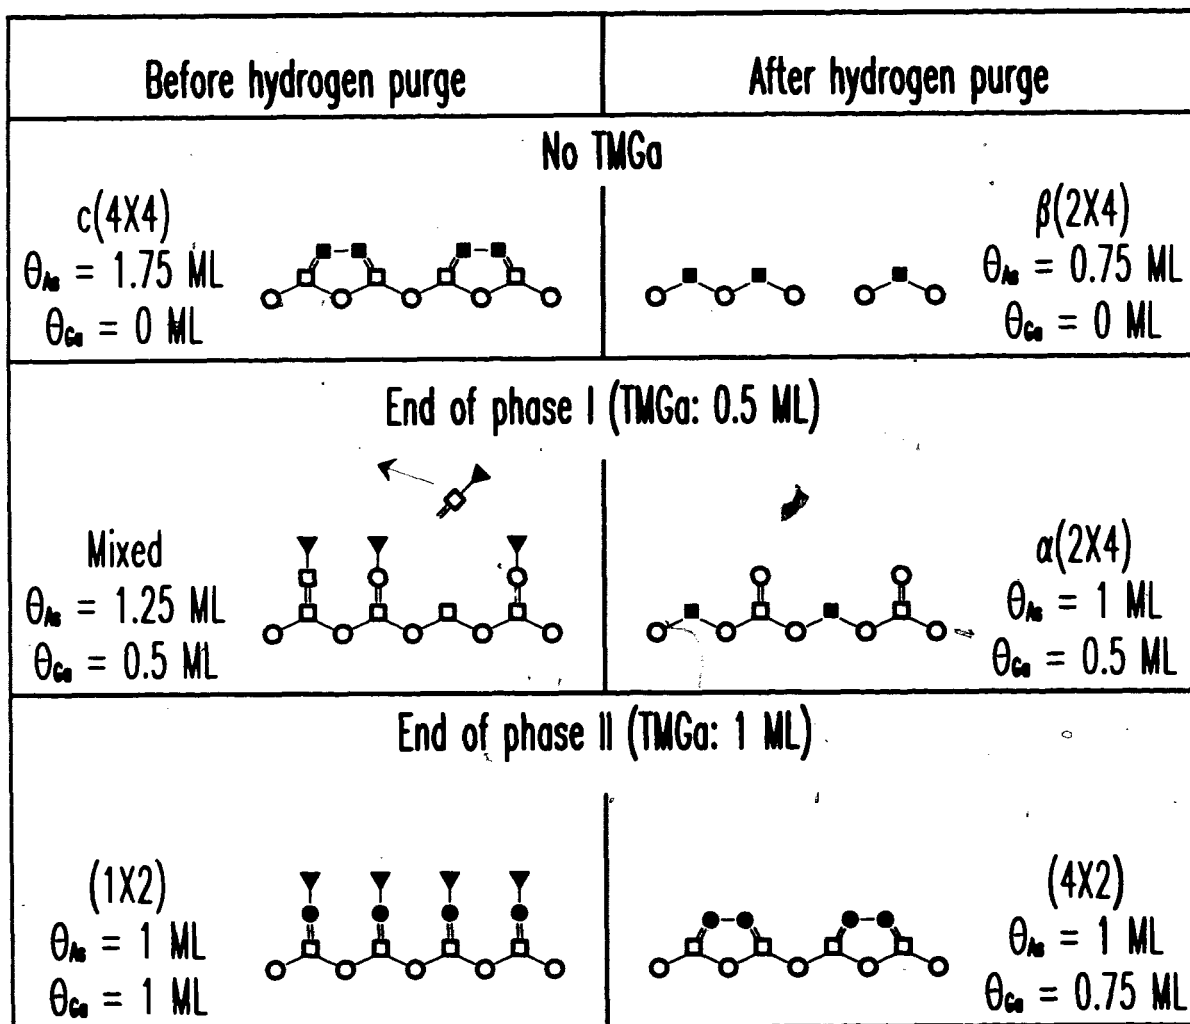 Before hydrogen purge
After hydrogen purge
No TMGa
c(4X4)
θAs = 1.75 ML
θGa = 0 ML
β(2X4)
θAs = 0.75 ML
θGa = 0 ML
End of phase I (TMGa: 0.5 ML)
Mixed
θAs = 1.25 ML
θGa = 0.5 ML
α(2X4)
θAs = 1 ML
θGa = 0.5 ML
End of phase II (TMGa: 1 ML)
(1X2)
θAs = 1 ML
θGa = 1 ML
(4X2)
θAs = 1 ML
θGa = 0.75 ML